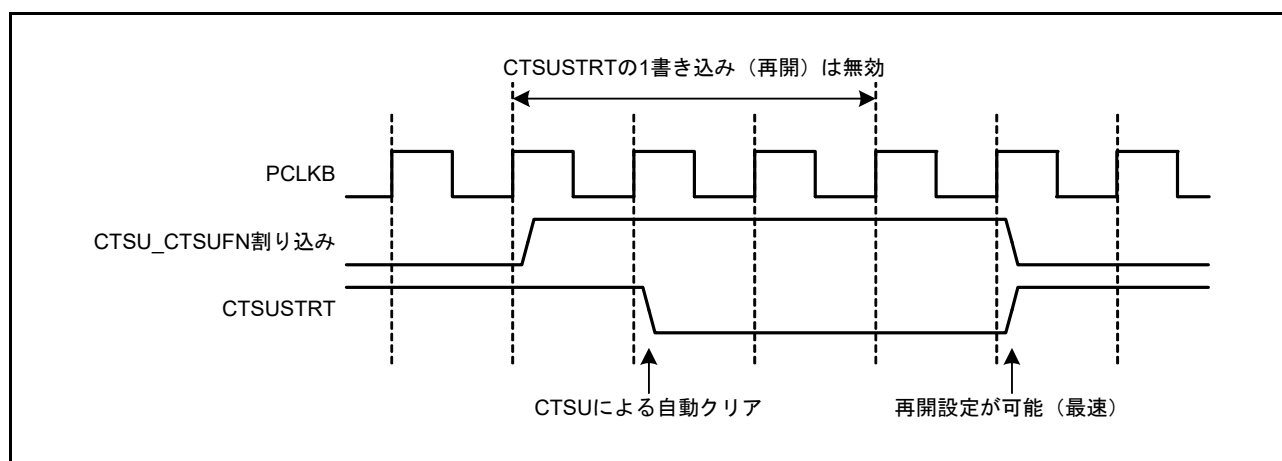 CTSUSTRTの1書き込み（再開）は無効
PCLKB
CTSU_CTSUFN割り込み
CTSUSTRT
CTSUによる自動クリア
再開設定が可能（最速）